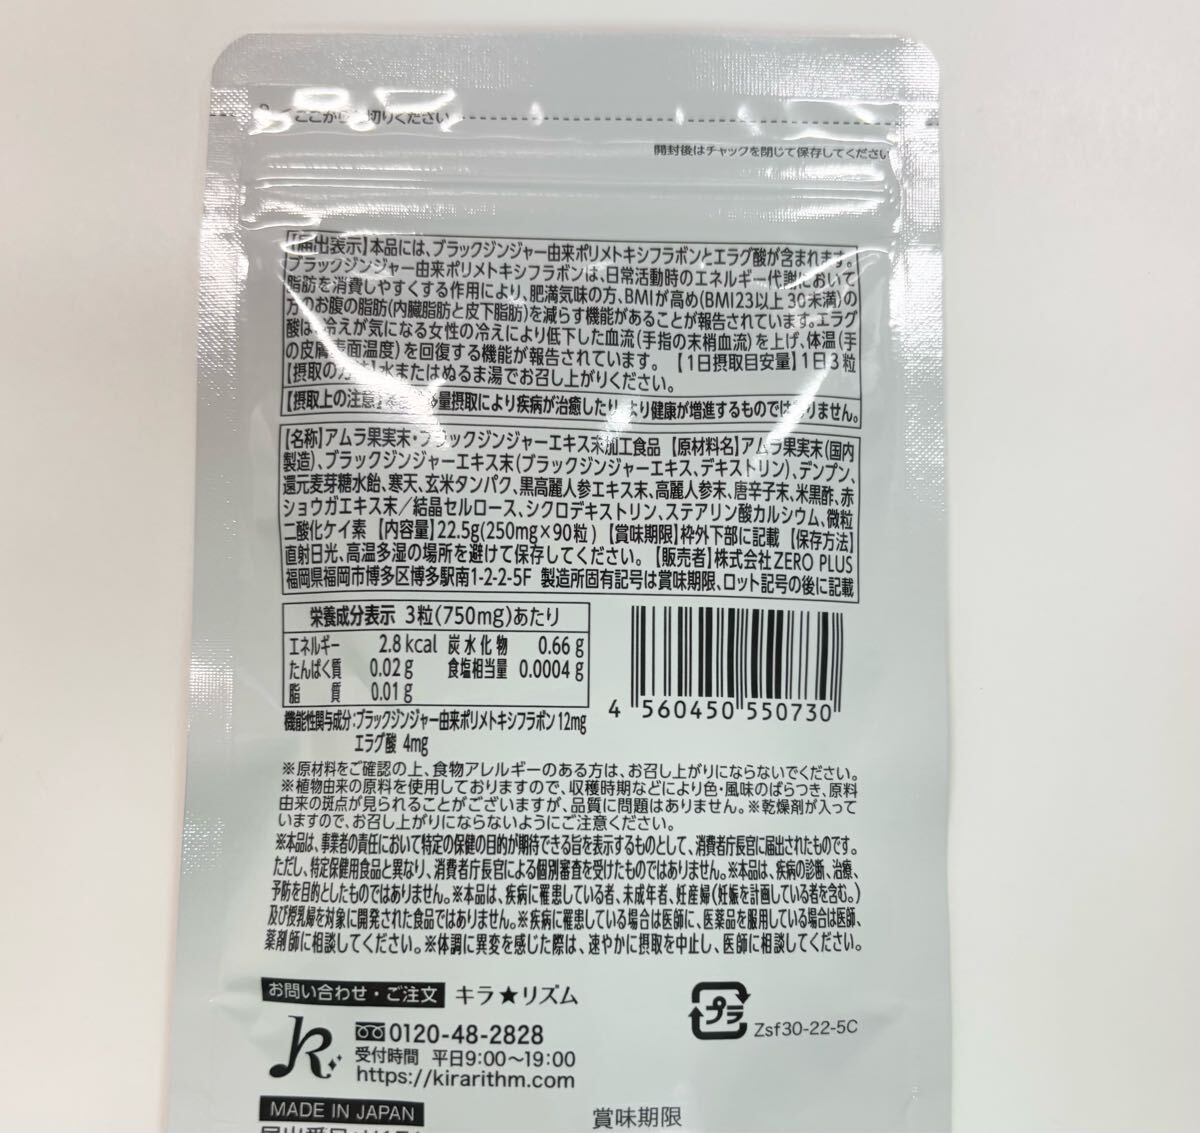 ここから 切りください
開封後はチャックを閉じて保存してください
【届出表示】本品には、ブラックジンジャー由来ポリメトキシフラボンとエラグ酸が含まれます。
ブラックジンジャー由来ポリメトキシフラボンは、日常活動時のエネルギー代謝において
脂肪を消費しやすくする作用により、肥満気味の方、BMIが高め(BMI23以上 30未満)の
方のお腹の脂肪(内臓脂肪と皮下脂肪)を減らす機能があることが報告されています。エラグ
酸は、冷えが気になる女性の冷えにより低下した血流(手指の末梢血流)を上げ、体温(手
の皮膚表面温度)を回復する機能が報告されています。【1日摂取目安量】1日3粒
【摂取の方法】水またはぬるま湯でお召し上がりください。
【摂取上の注意】 量摂取により疾病が治癒したり、より健康が増進するものではありません。
【名称】アムラ果実末・ブラックジンジャーエキス末加工食品 【原材料名】アムラ果実末(国内
製造)、ブラックジンジャーエキス末(ブラックジンジャーエキス、デキストリン)、デンプン、
還元麦芽糖水飴、寒天、玄米タンパク、黒高麗人参エキス末、高麗人参末、唐辛子末、米黒酢、赤
ショウガエキス末／結晶セルロース、シクロデキストリン、ステアリン酸カルシウム、微粒
二酸化ケイ素 【内容量】22.5g(250mg×90粒) 【賞味期限】枠外下部に記載 【保存方法】
直射日光、高温多湿の場所を避けて保存してください。【販売者】株式会社ZERO PLUS
福岡県福岡市博多区博多駅南1-2-2-5F 製造所固有記号は賞味期限、ロット記号の後に記載
栄養成分表示 3粒(750mg)あたり
エネルギー 2.8 kcal 炭水化物 0.66 g
たんぱく質 0.02 g 食塩相当量 0.0004 g
脂質 0.01 g
機能性関与成分:ブラックジンジャー由来ポリメトキシフラボン 12mg
エラグ酸 4mg
4 560450 550730
※原材料をご確認の上、食物アレルギーのある方は、お召し上がりにならないでください。
※植物由来の原料を使用しておりますので、収穫時期などにより色・風味のばらつき、原料
由来の斑点が見られることがございますが、品質に問題はありません。※乾燥剤が入って
いますので、お召し上がりにならないようにご注意ください。
※本品は、事業者の責任において特定の保健の目的が期待できる旨を表示するものとして、消費者庁長官に届出されたものです。
ただし、特定保健用食品と異なり、消費者庁長官による個別審査を受けたものではありません。※本品は、疾病の診断、治療、
予防を目的としたものではありません。※本品は、疾病に罹患している者、未成年者、妊産婦(妊娠を計画している者を含む。)
及び授乳婦を対象に開発された食品ではありません。※疾病に罹患している場合は医師に、医薬品を服用している場合は医師、
薬剤師に相談してください。※体調に異変を感じた際は、速やかに摂取を中止し、医師に相談してください。
お問い合わせ・ご注文 キラ★リズム
0120-48-2828
受付時間 平日9:00〜19:00
https://kirarithm.com
プラ
Zsf30-22-5C
MADE IN JAPAN
賞味期限